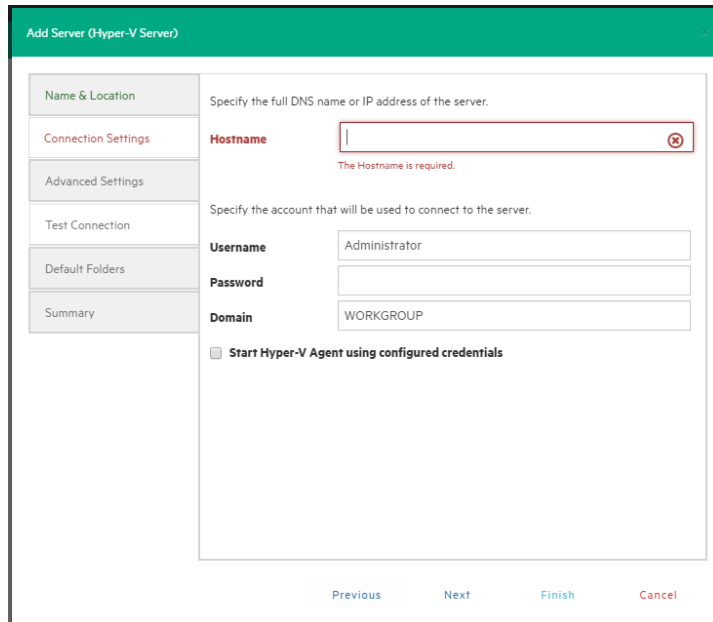 Add Server (Hyper-V Server)
Name & Location
Connection Settings
Advanced Settings
Test Connection
Default Folders
Summary
Specify the full DNS name or IP address of the server.
Hostname
The Hostname is required.
Specify the account that will be used to connect to the server.
Username Administrator
Password
Domain WORKGROUP
Start Hyper-V Agent using configured credentials
Previous Next Finish Cancel